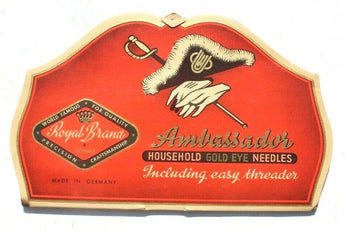 WORLD FAMOUS FOR QUALITY
Royal Brand
PRECISION CRAFTSMANSHIP
MADE IN GERMANY
Ambassador
HOUSEHOLD GOLD EYE NEEDLES
Including easy threader